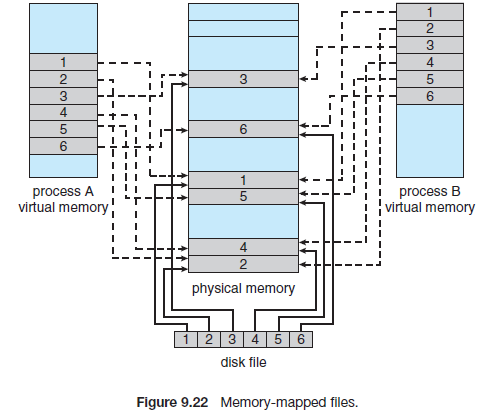 1
2
3
4
5
6
process A
virtual memory
3
6
1
5
4
2
physical memory
1
2
3
4
5
6
process B
virtual memory
1 2 3 4 5 6
disk file
Figure 9.22 Memory-mapped files.